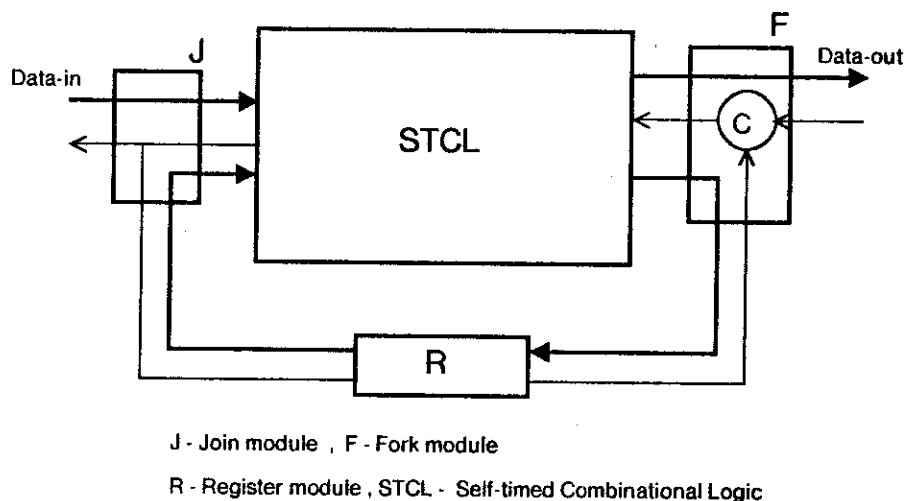 J
F
Data-in
Data-out
STCL
C
R
J - Join module , F - Fork module
R - Register module , STCL - Self-timed Combinational Logic